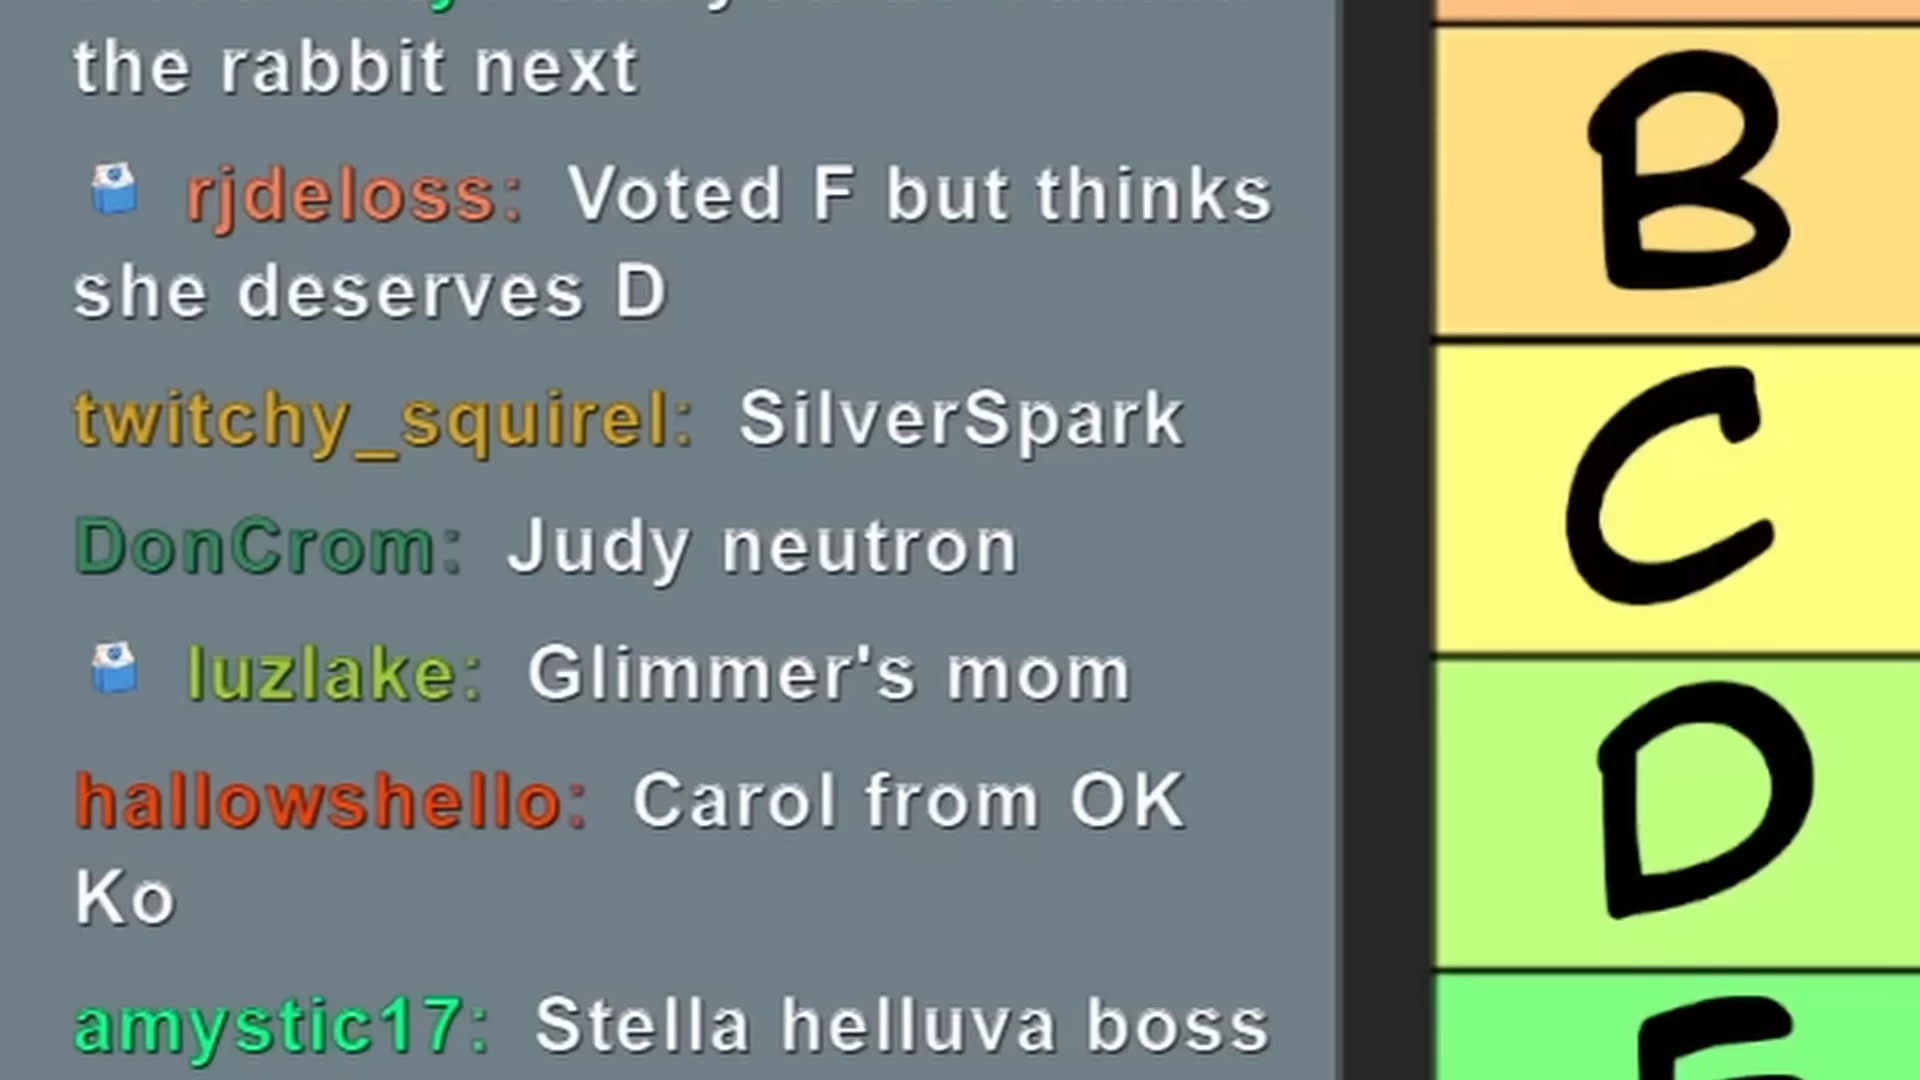 the rabbit next
rjdeloss: Voted F but thinks
she deserves D
twitchy_squirel: SilverSpark
DonCrom: Judy neutron
luzlake: Glimmer's mom
hallowshello: Carol from OK
Ko
amystic17: Stella helluva boss
B
C
D